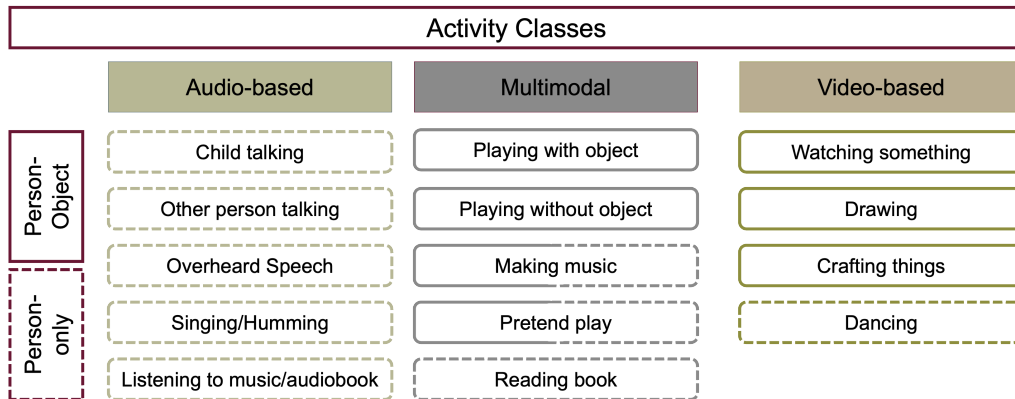 Activity Classes
Audio-based
Multimodal
Video-based
Person-
Object
Person-
only
Child talking
Other person talking
Overheard Speech
Singing/Humming
Listening to music/audiobook
Playing with object
Playing without object
Making music
Pretend play
Reading book
Watching something
Drawing
Crafting things
Dancing